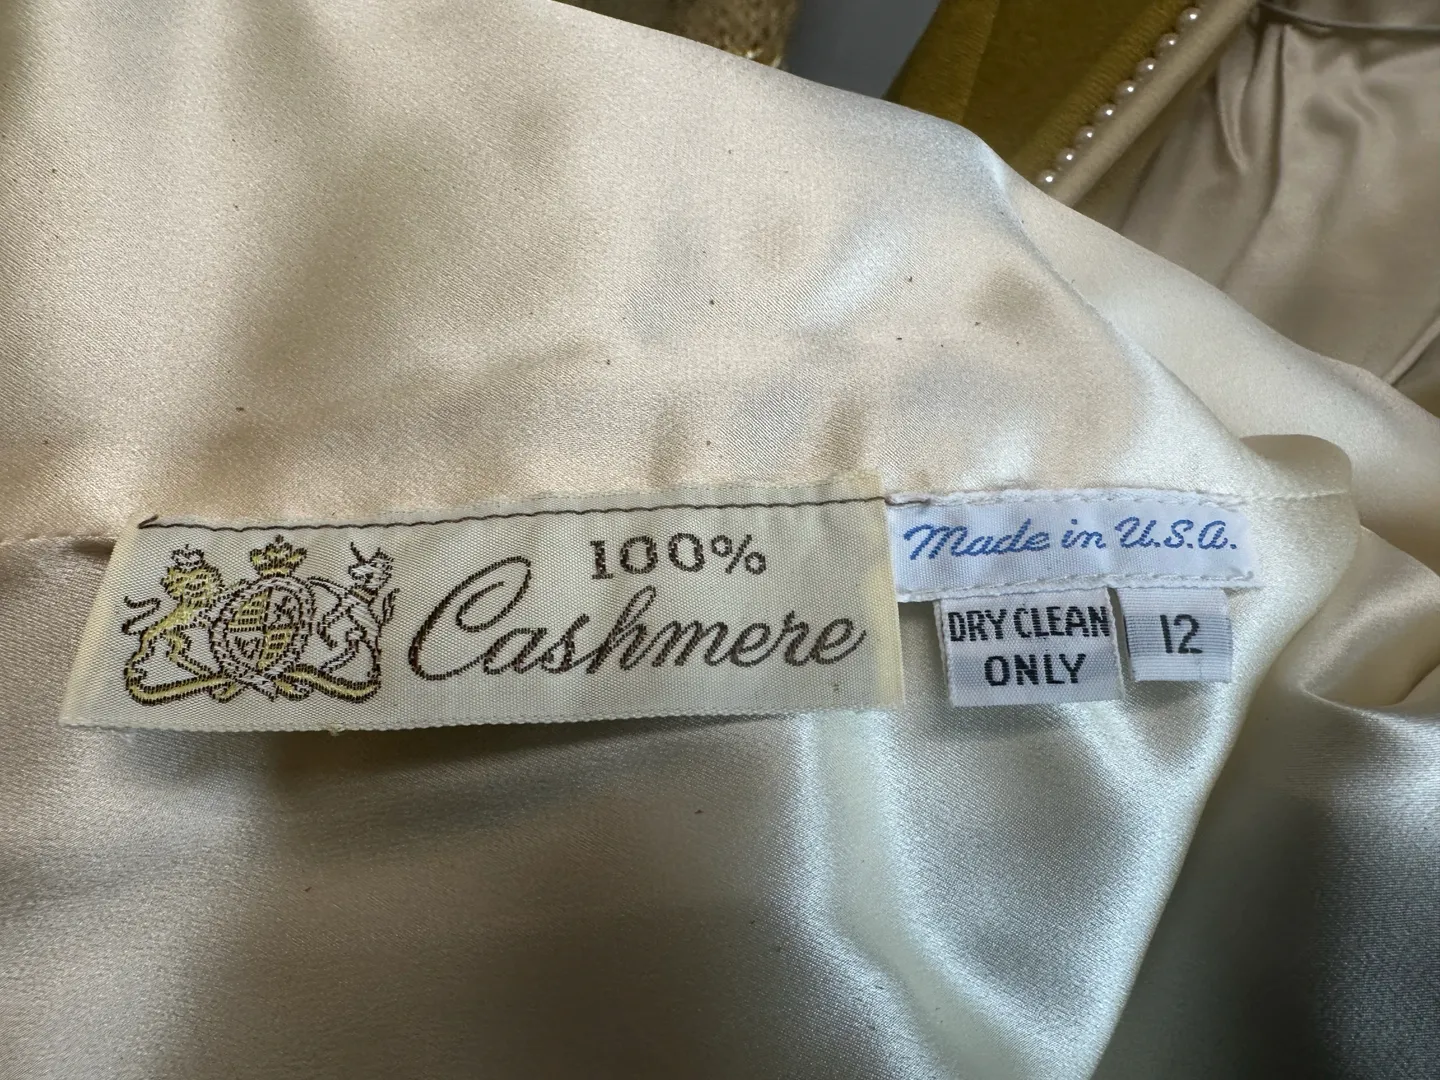 100%
Cashmere
Made in U.S.A.
DRY CLEAN
ONLY
12